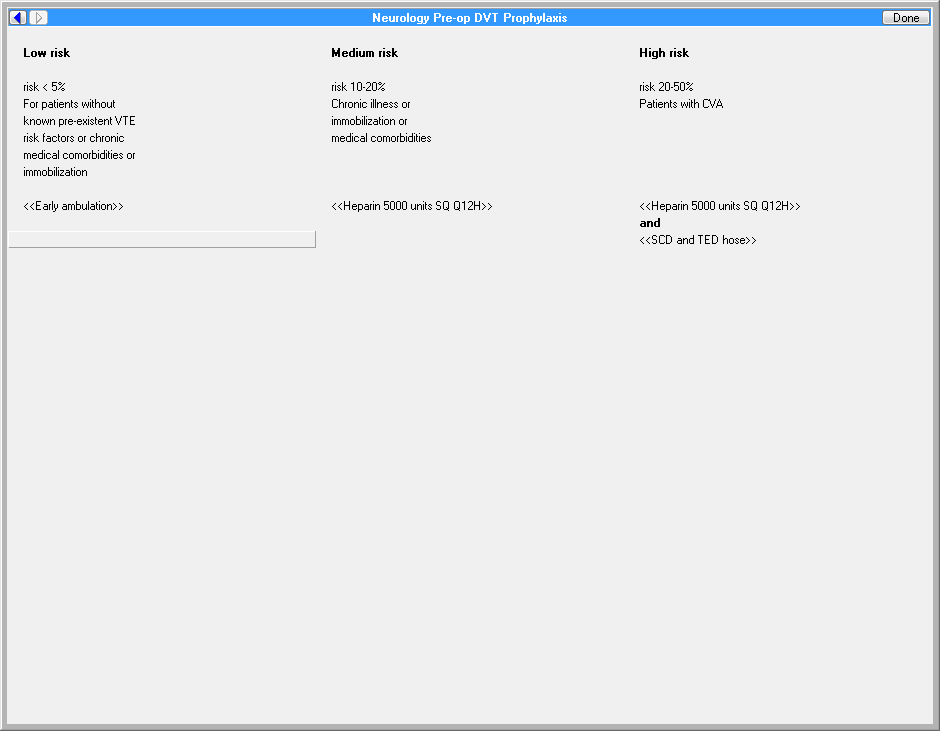 Neurology Pre-op DVT Prophylaxis
Done
Low risk
risk < 5%
For patients without
known pre-existent VTE
risk factors or chronic
medical comorbidities or
immobilization
<<Early ambulation>>
Medium risk
risk 10-20%
Chronic illness or
immobilization or
medical comorbidities
<<Heparin 5000 units SQ Q12H>>
High risk
risk 20-50%
Patients with CVA
<<Heparin 5000 units SQ Q12H>>
and
<<SCD and TED hose>>